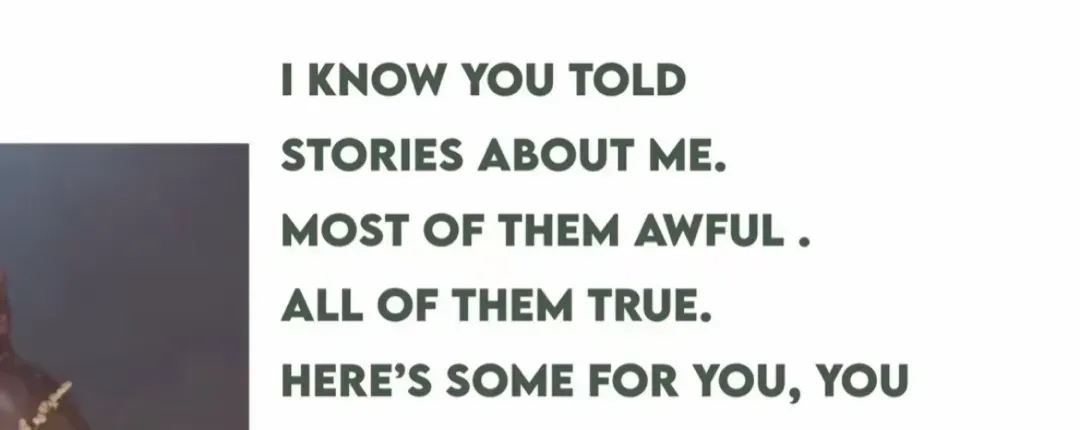 I KNOW YOU TOLD
STORIES ABOUT ME.
MOST OF THEM AWFUL .
ALL OF THEM TRUE.
HERE’S SOME FOR YOU, YOU